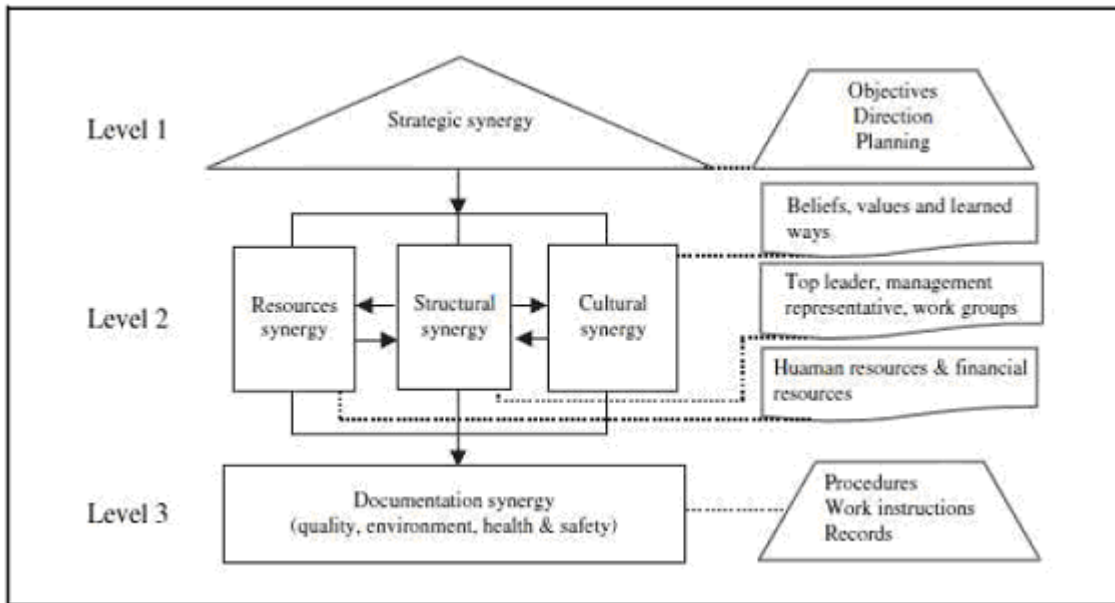 Level 1
Strategic synergy
Objectives
Direction
Planning
Beliefs, values and learned
ways
Level 2
Resources
synergy
Structural
synergy
Cultural
synergy
Top leader, management
representative, work groups
Huaman resources & financial
resources
Level 3
Documentation synergy
(quality, environment, health & safety)
Procedures
Work instructions
Records